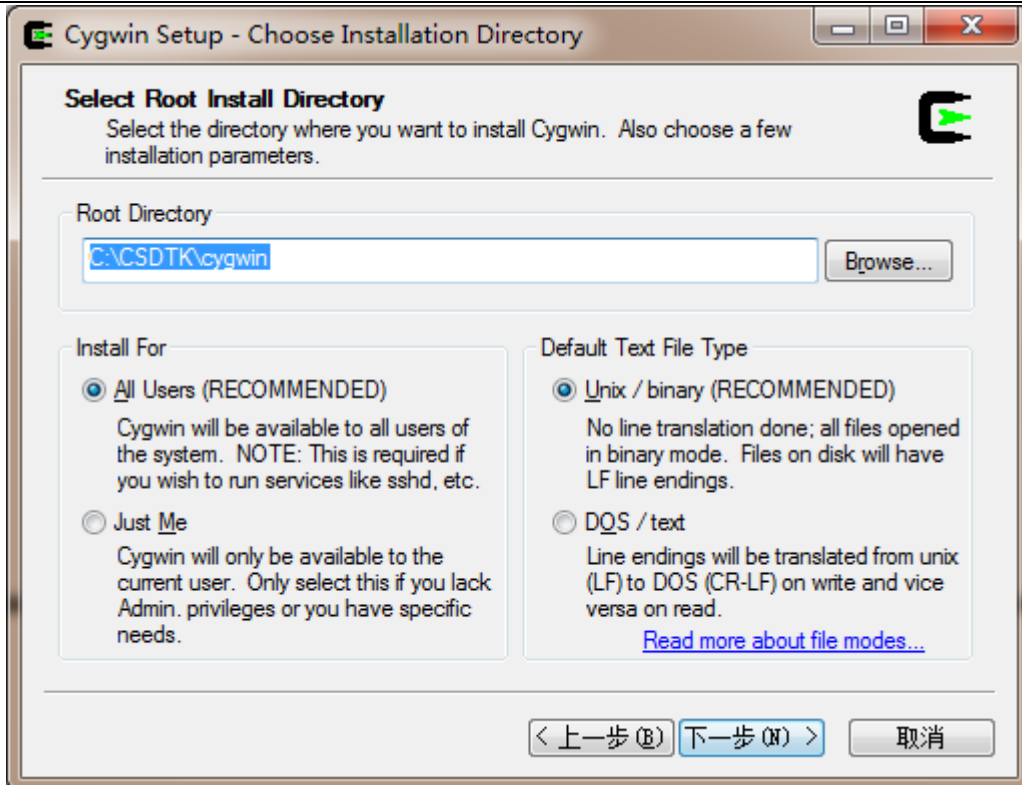 Cygwin Setup - Choose Installation Directory
Select Root Install Directory
Select the directory where you want to install Cygwin. Also choose a few
installation parameters.
Root Directory
C:\CSDTK\cygwin
Browse...
Install For
All Users (RECOMMENDED)
Cygwin will be available to all users of
the system. NOTE: This is required if
you wish to run services like sshd, etc.
Just Me
Cygwin will only be available to the
current user. Only select this if you lack
Admin. privileges or you have specific
needs.
Default Text File Type
Unix / binary (RECOMMENDED)
No line translation done; all files opened
in binary mode. Files on disk will have
LF line endings.
DOS / text
Line endings will be translated from unix
(LF) to DOS (CR-LF) on write and vice
versa on read.
Read more about file modes...
< 上一步(B)
下一步(N) >
取消